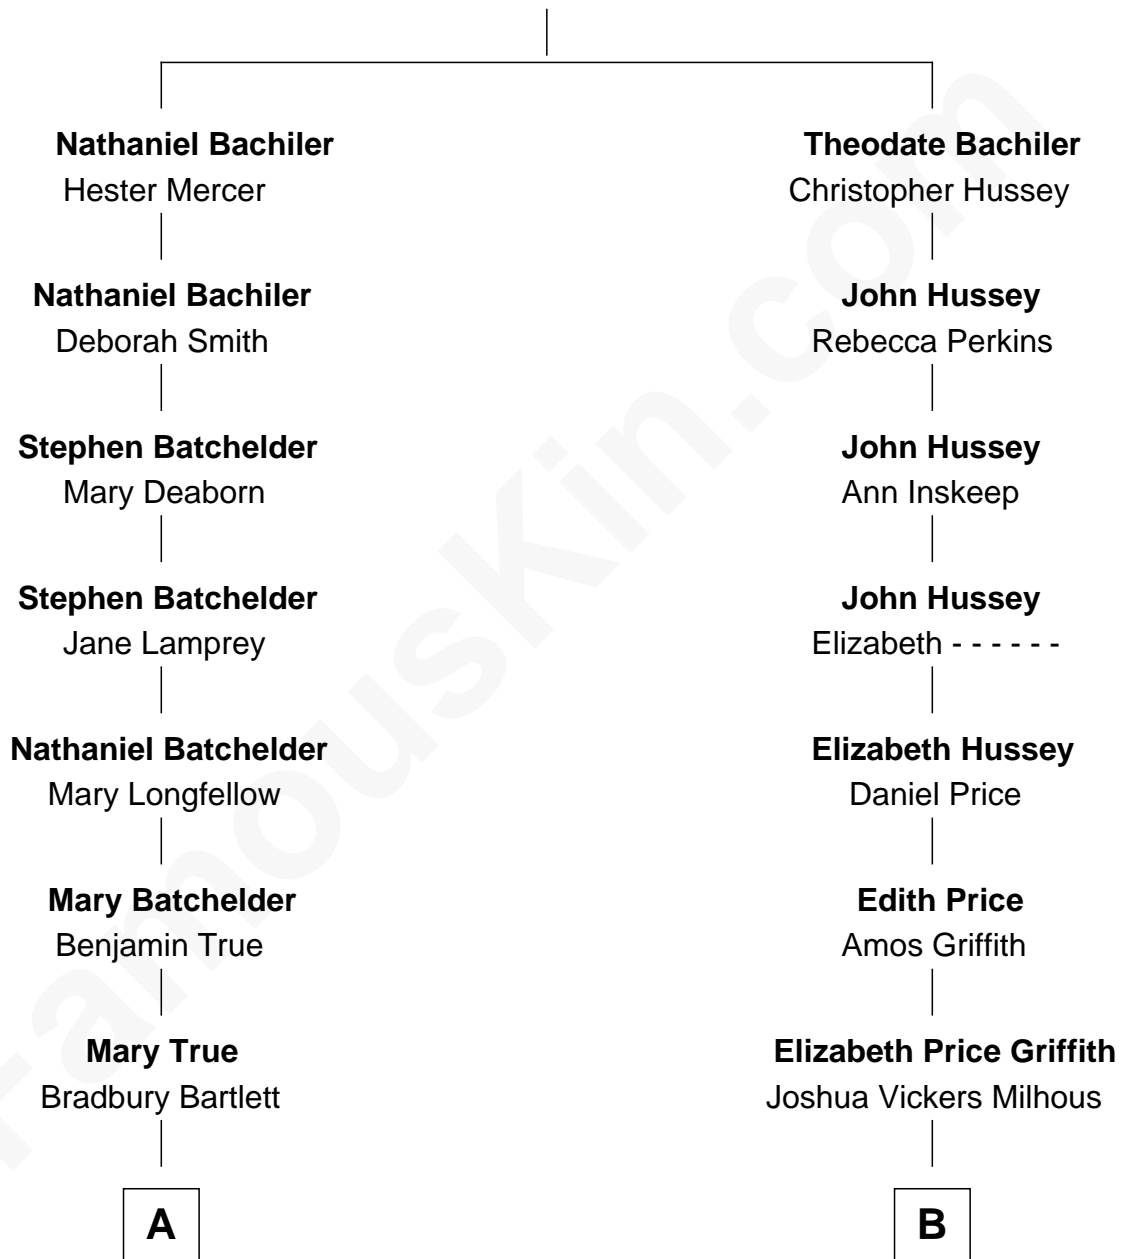 Nathaniel Bachiler
Hester Mercer
Theodate Bachiler
Christopher Hussey
Nathaniel Bachiler
Deborah Smith
John Hussey
Rebecca Perkins
Stephen Batchelder
Mary Deaborn
John Hussey
Ann Inskeep
Stephen Batchelder
Jane Lamprey
John Hussey
Elizabeth - - - - - -
Nathaniel Batchelder
Mary Longfellow
Elizabeth Hussey
Daniel Price
Mary Batchelder
Benjamin True
Edith Price
Amos Griffith
Mary True
Bradbury Bartlett
Elizabeth Price Griffith
Joshua Vickers Milhous
A
B
FamousKin.com